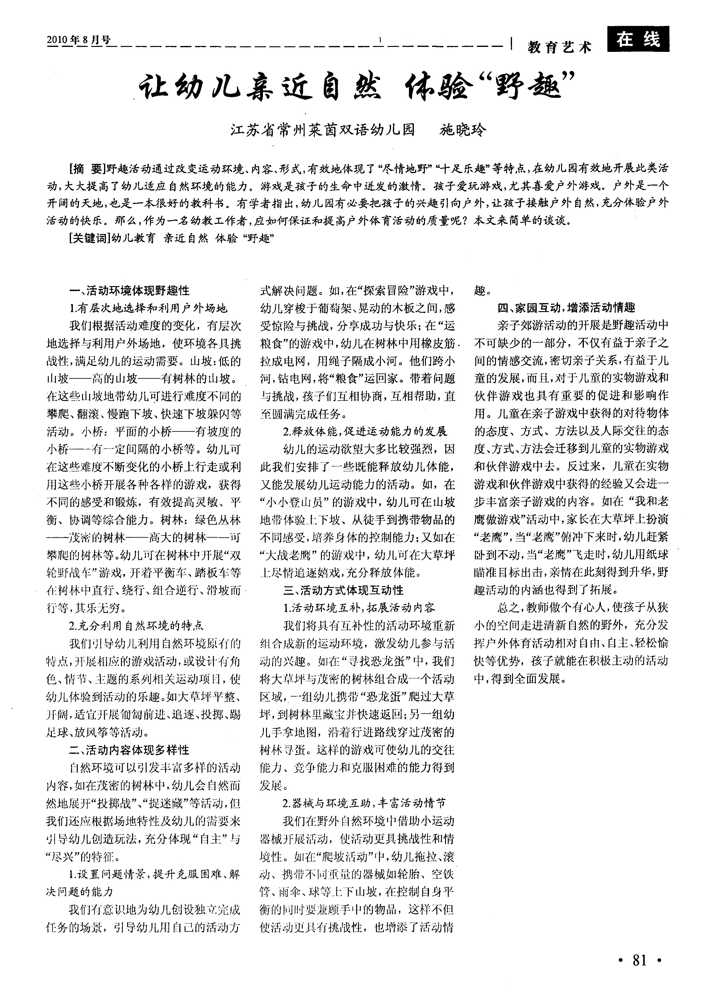 2010年8月号
教育艺术
在线
让幼儿亲近自然 体验“野趣”
江苏省常州莱茵双语幼儿园 施晓玲
[摘 要]野趣活动通过改变运动环境、内容、形式,有效地体现了“尽情地野”“十足乐趣”等特点,在幼儿园有效地开展此类活
动,大大提高了幼儿适应自然环境的能力。游戏是孩子的生命中迸发的激情。孩子爱玩游戏,尤其喜爱户外游戏。户外是一个
开阔的天地,也是一本很好的教科书。有学者指出,幼儿园有必要把孩子的兴趣引向户外,让孩子接触户外自然,充分体验户外
活动的快乐。那么,作为一名幼教工作者,应如何保证和提高户外体育活动的质量呢?本文来简单的谈谈。
[关键词]幼儿教育 亲近自然 体验 “野趣”
一、活动环境体现野趣性
1.有层次地选择和利用户外场地
我们根据活动难度的变化，有层次
地选择与利用户外场地，使环境各具挑
战性,满足幼儿的运动需要。山坡:低的
山坡——高的山坡——有树林的山坡。
在这些山坡地带幼儿可进行难度不同的
攀爬、翻滚、慢跑下坡、快速下坡躲闪等
活动。小桥：平面的小桥——有坡度的
小桥——有一定间隔的小桥等。幼儿可
在这些难度不断变化的小桥上行走或利
用这些小桥开展各种各样的游戏，获得
不同的感受和锻炼，有效提高灵敏、平
衡、协调等综合能力。树林：绿色丛林
——茂密的树林——高大的树林——可
攀爬的树林等。幼儿可在树林中开展“双
轮野战车”游戏,开着平衡车、踏板车等
在树林中直行、绕行、组合逆行、滑坡而
行等,其乐无穷。
2.充分利用自然环境的特点
我们引导幼儿利用自然环境原有的
特点,开展相应的游戏活动,或设计有角
色、情节、主题的系列相关运动项目,使
幼儿体验到活动的乐趣。如大草坪平整、
开阔,适宜开展匍匐前进、追逐、投掷、踢
足球、放风筝等活动。
二、活动内容体现多样性
自然环境可以引发丰富多样的活动
内容,如在茂密的树林中,幼儿会自然而
然地展开“投掷战”、“捉迷藏”等活动,但
我们还应根据场地特性及幼儿的需要来
引导幼儿创造玩法,充分体现“自主”与
“尽兴”的特征。
1.设置问题情景,提升克服困难、解
决问题的能力
我们有意识地为幼儿创设独立完成
任务的场景，引导幼儿用自己的活动方
式解决问题。如,在“探索冒险”游戏中,
幼儿穿梭于葡萄架、晃动的木板之间,感
受惊险与挑战,分享成功与快乐;在“运
粮食”的游戏中,幼儿在树林中用橡皮筋
拉成电网，用绳子隔成小河。他们跨小
河,钻电网,将“粮食”运回家。带着问题
与挑战,孩子们互相协商,互相帮助,直
至圆满完成任务。
2.释放体能,促进运动能力的发展
幼儿的运动欲望大多比较强烈，因
此我们安排了一些既能释放幼儿体能，
又能发展幼儿运动能力的活动。如，在
“小小登山员”的游戏中,幼儿可在山坡
地带体验上下坡、从徒手到携带物品的
不同感受,培养身体的控制能力;又如在
“大战老鹰”的游戏中,幼儿可在大草坪
上尽情追逐嬉戏,充分释放体能。
三、活动方式体现互动性
1.活动环境互补,拓展活动内容
我们将具有互补性的活动环境重新
组合成新的运动环境，激发幼儿参与活
动的兴趣。如在“寻找恐龙蛋”中,我们
将大草坪与茂密的树林组合成一个活动
区域,一组幼儿携带“恐龙蛋”爬过大草
坪,到树林里藏宝并快速返回;另一组幼
儿手拿地图，沿着行进路线穿过茂密的
树林寻蛋。这样的游戏可使幼儿的交往
能力、竞争能力和克服困难的能力得到
发展。
2.器械与环境互助,丰富活动情节
我们在野外自然环境中借助小运动
器械开展活动，使活动更具挑战性和情
境性。如在“爬坡活动”中,幼儿拖拉、滚
动、携带不同重量的器械如轮胎、空铁
管、雨伞、球等上下山坡,在控制自身平
衡的同时要兼顾手中的物品，这样不但
使活动更具有挑战性，也增添了活动情
趣。
四、家园互动,增添活动情趣
亲子郊游活动的开展是野趣活动中
不可缺少的一部分，不仅有益于亲子之
间的情感交流,密切亲子关系,有益于儿
童的发展,而且,对于儿童的实物游戏和
伙伴游戏也具有重要的促进和影响作
用。儿童在亲子游戏中获得的对待物体
的态度、方式、方法以及人际交往的态
度、方式、方法会迁移到儿童的实物游戏
和伙伴游戏中去。反过来，儿童在实物
游戏和伙伴游戏中获得的经验又会进一
步丰富亲子游戏的内容。如在“我和老
鹰做游戏”活动中,家长在大草坪上扮演
“老鹰”,当“老鹰”俯冲下来时,幼儿赶紧
卧到不动,当“老鹰”飞走时,幼儿用纸球
瞄准目标出击,亲情在此刻得到升华,野
趣活动的内涵也得到了拓展。
总之,教师做个有心人,使孩子从狭
小的空间走进清新自然的野外，充分发
挥户外体育活动相对自由、自主、轻松愉
快等优势，孩子就能在积极主动的活动
中,得到全面发展。
·81·